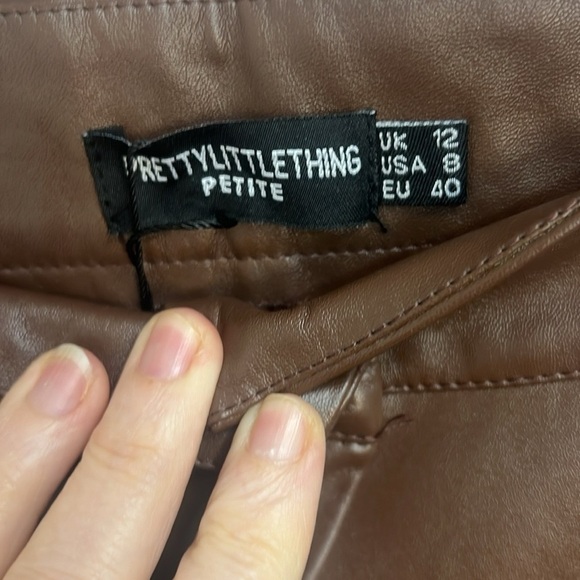 PRETTYLITTLETHING
PETITE
UK 12
USA 8
EU 40